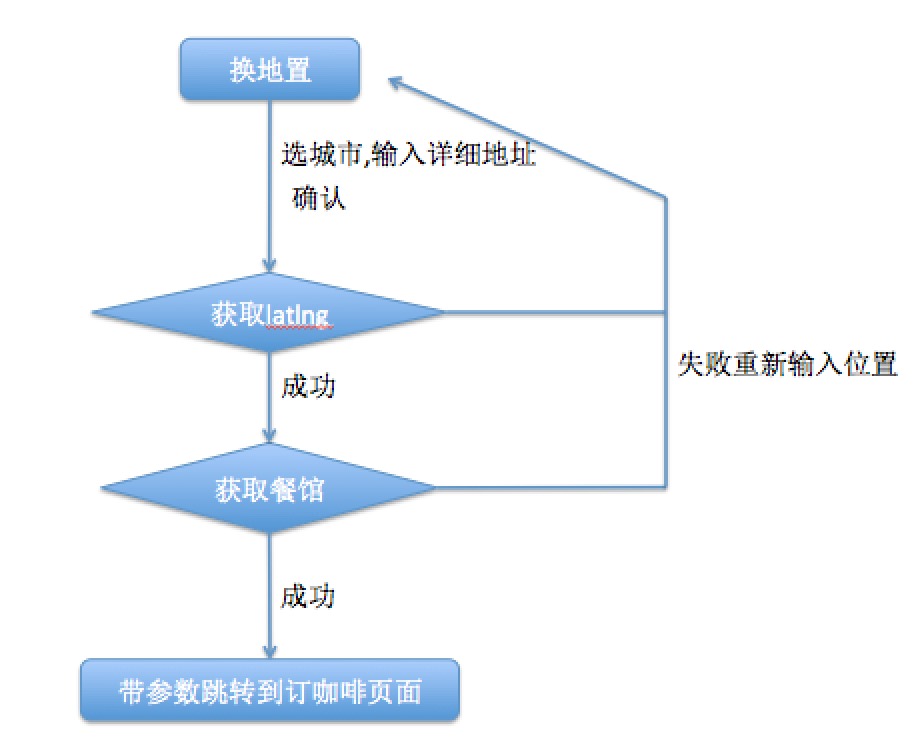 换地置
选城市,输入详细地址
确认
获取latlng
成功
失败重新输入位置
获取餐馆
成功
带参数跳转到订咖啡页面